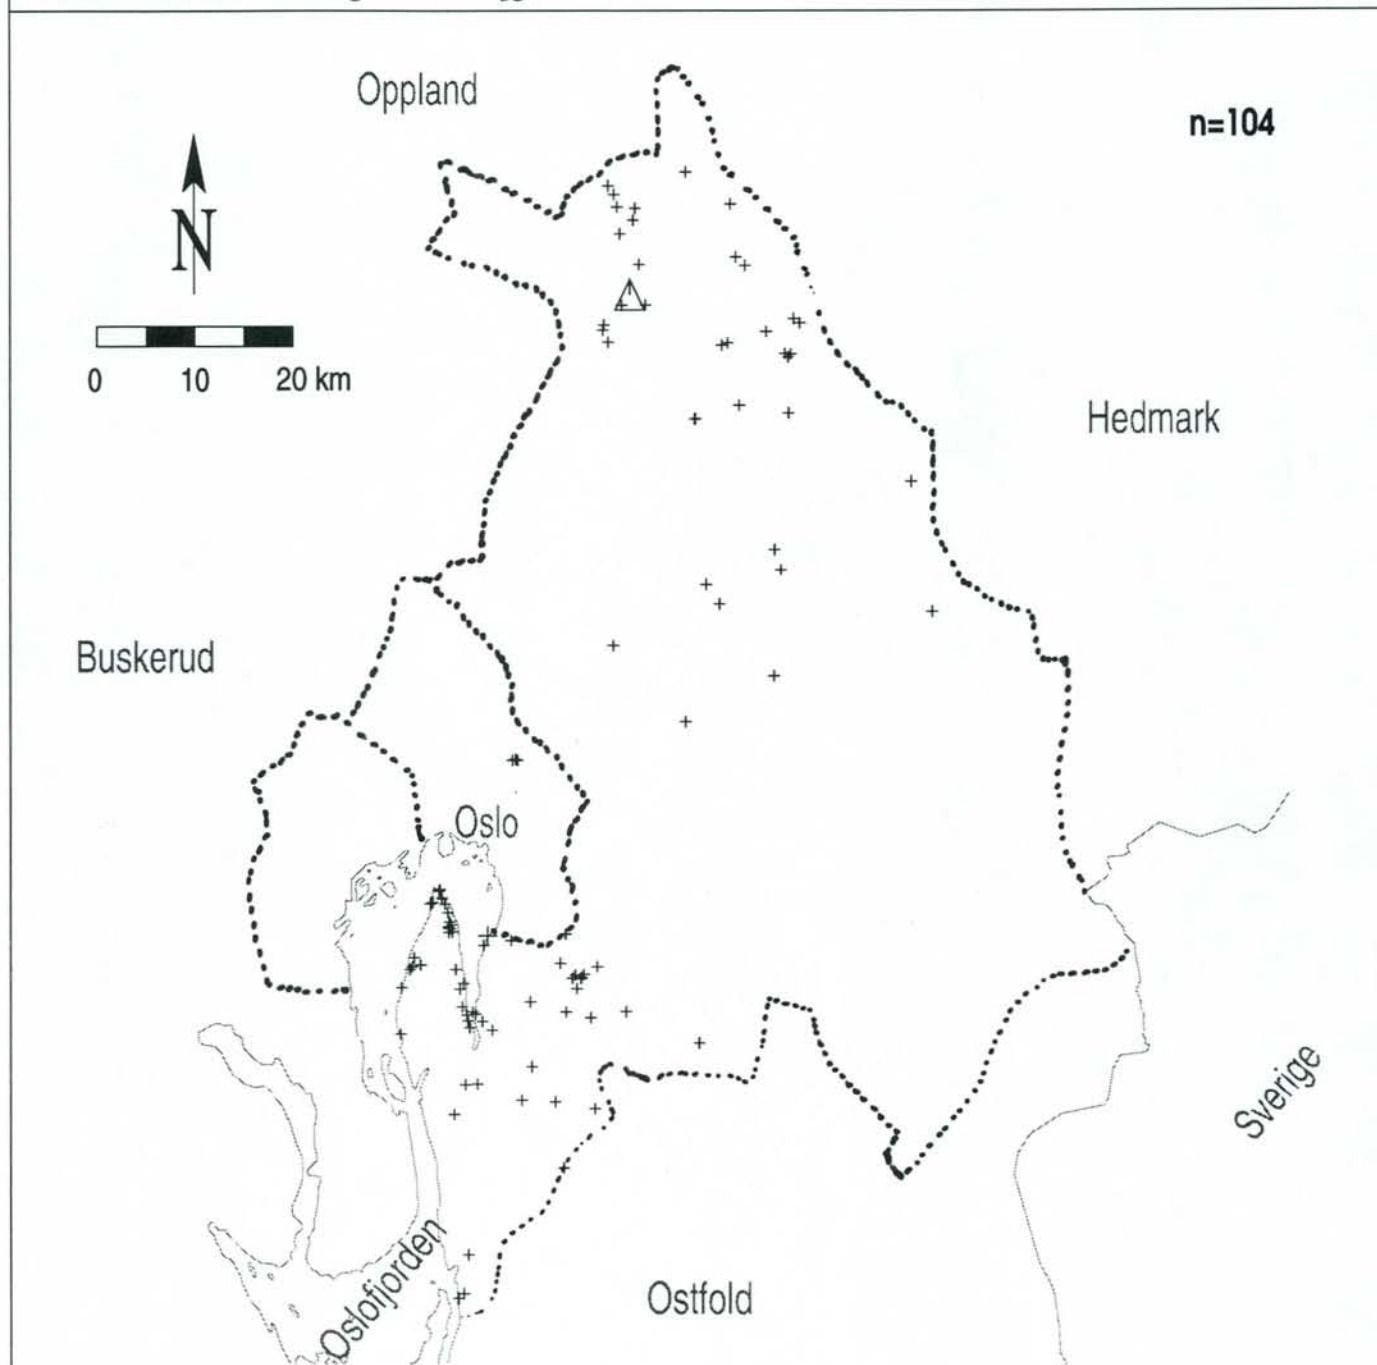 Oppland
n=104
N
0 10 20 km
Hedmark
Buskerud
Oslo
Sverige
Oslofjorden
Ostfold